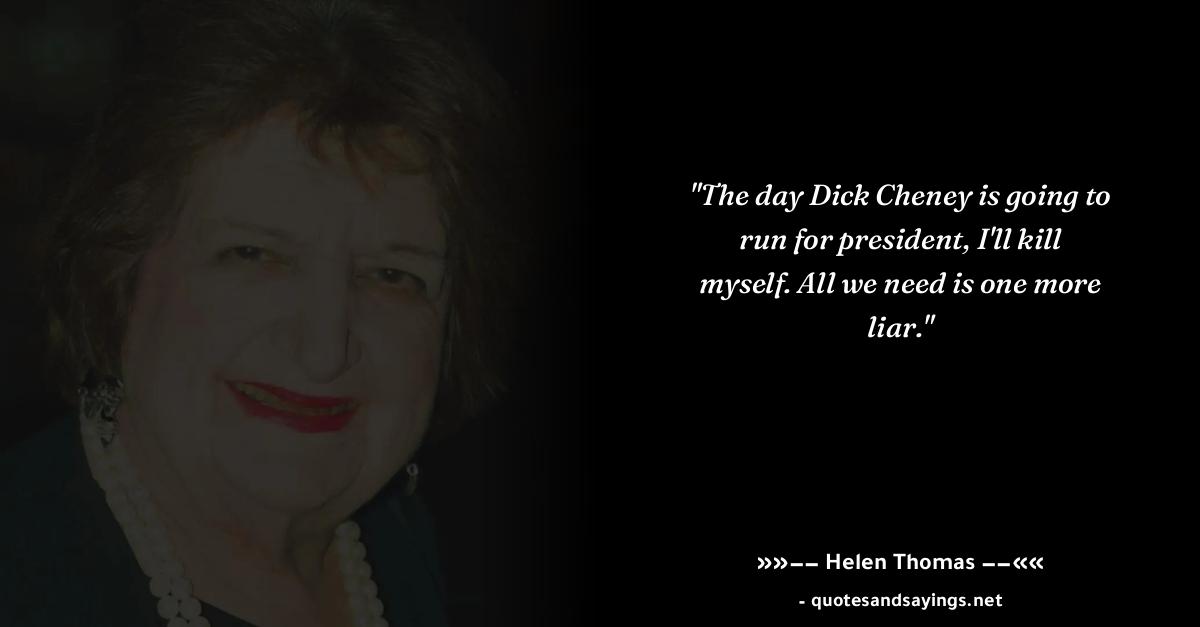 "The day Dick Cheney is going to
run for president, I'll kill
myself. All we need is one more
liar."
»»−− Helen Thomas −−««
- quotesandsayings.net